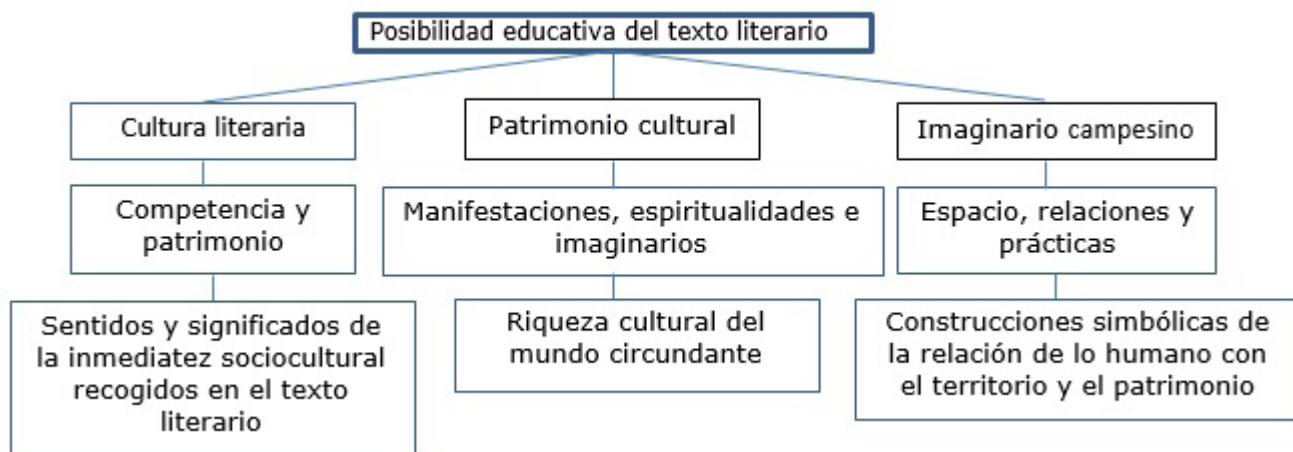 Posibilidad educativa del texto literario
Cultura literaria
Patrimonio cultural
Imaginario campesino
Competencia y
patrimonio
Manifestaciones, espiritualidades e
imaginarios
Espacio, relaciones y
prácticas
Sentidos y significados de
la inmediatez sociocultural
recogidos en el texto
literario
Riqueza cultural del
mundo circundante
Construcciones simbólicas de
la relación de lo humano con
el territorio y el patrimonio